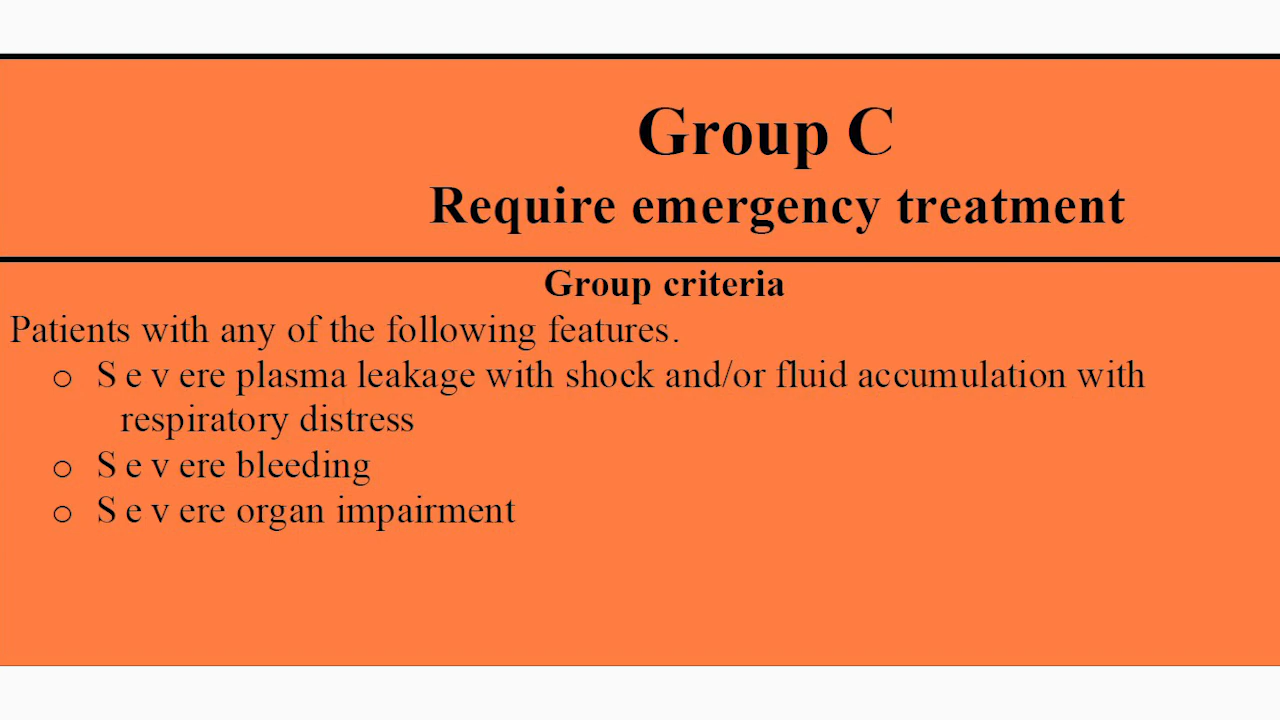 Group C
Require emergency treatment
Group criteria
Patients with any of the following features.
o S e v ere plasma leakage with shock and/or fluid accumulation with
respiratory distress
o S e v ere bleeding
o S e v ere organ impairment